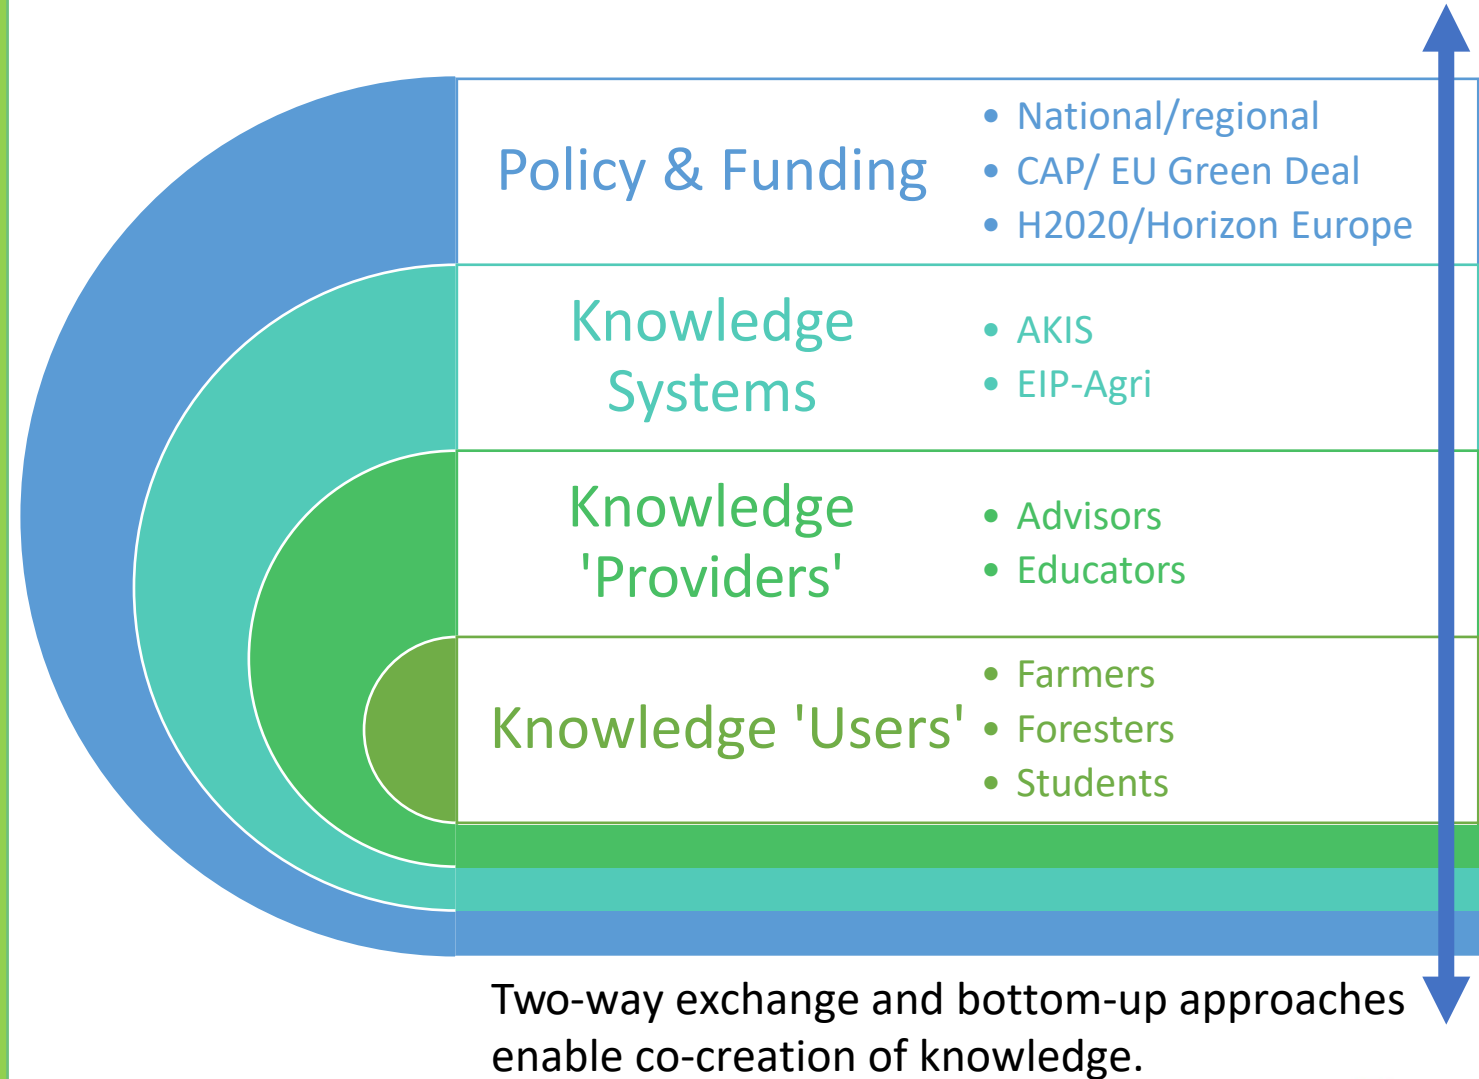 Policy & Funding
• National/regional
• CAP/ EU Green Deal
• H2020/Horizon Europe
Knowledge
Systems
• AKIS
• EIP-Agri
Knowledge
'Providers'
• Advisors
• Educators
Knowledge 'Users'
• Farmers
• Foresters
• Students
Two-way exchange and bottom-up approaches
enable co-creation of knowledge.